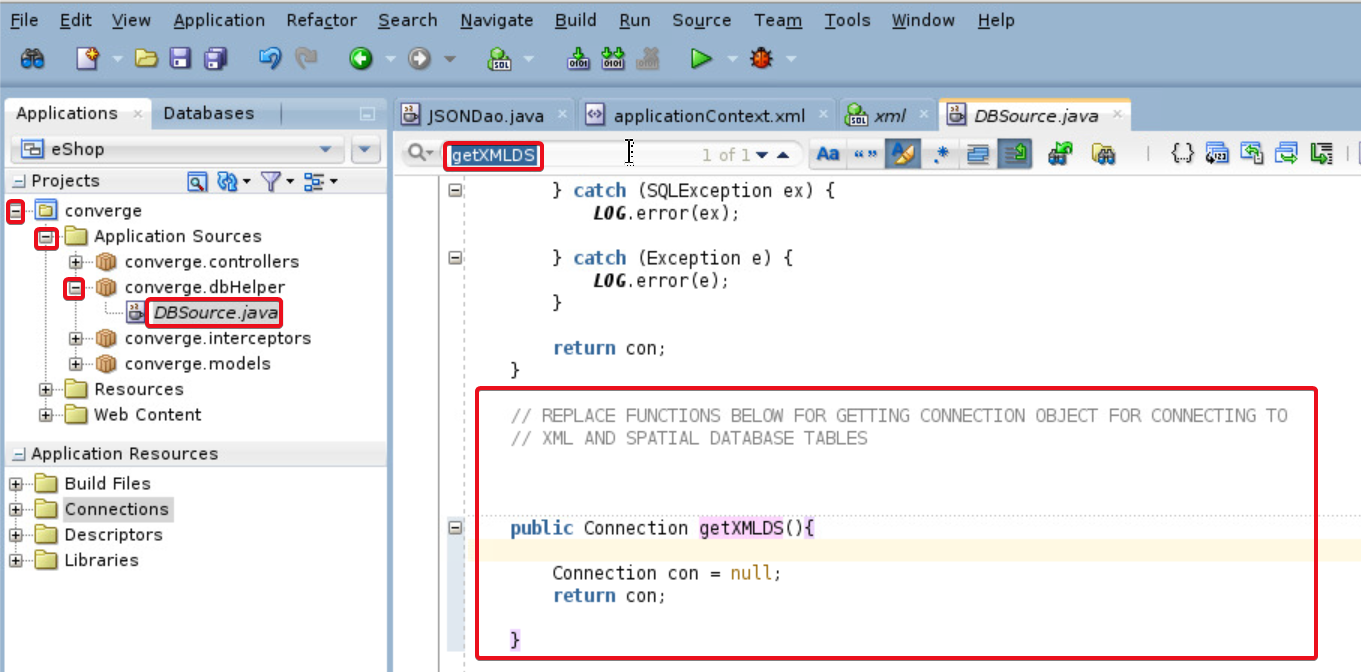 File Edit View Application Refactor Search Navigate Build Run Source Team Tools Window Help
Applications Databases
eShop
Projects
converge
Application Sources
converge.controllers
converge.dbHelper
DBSource.java
converge.interceptors
converge.models
Resources
Web Content
Application Resources
Build Files
Connections
Descriptors
Libraries
JSONDao.java applicationContext.xml xml DBSource.java
getXMLDS 1 of 1 Aa “”
} catch (SQLException ex) {
LOG.error(ex);
} catch (Exception e) {
LOG.error(e);
}
return con;
}
// REPLACE FUNCTIONS BELOW FOR GETTING CONNECTION OBJECT FOR CONNECTING TO
// XML AND SPATIAL DATABASE TABLES
public Connection getXMLDS(){
Connection con = null;
return con;
}